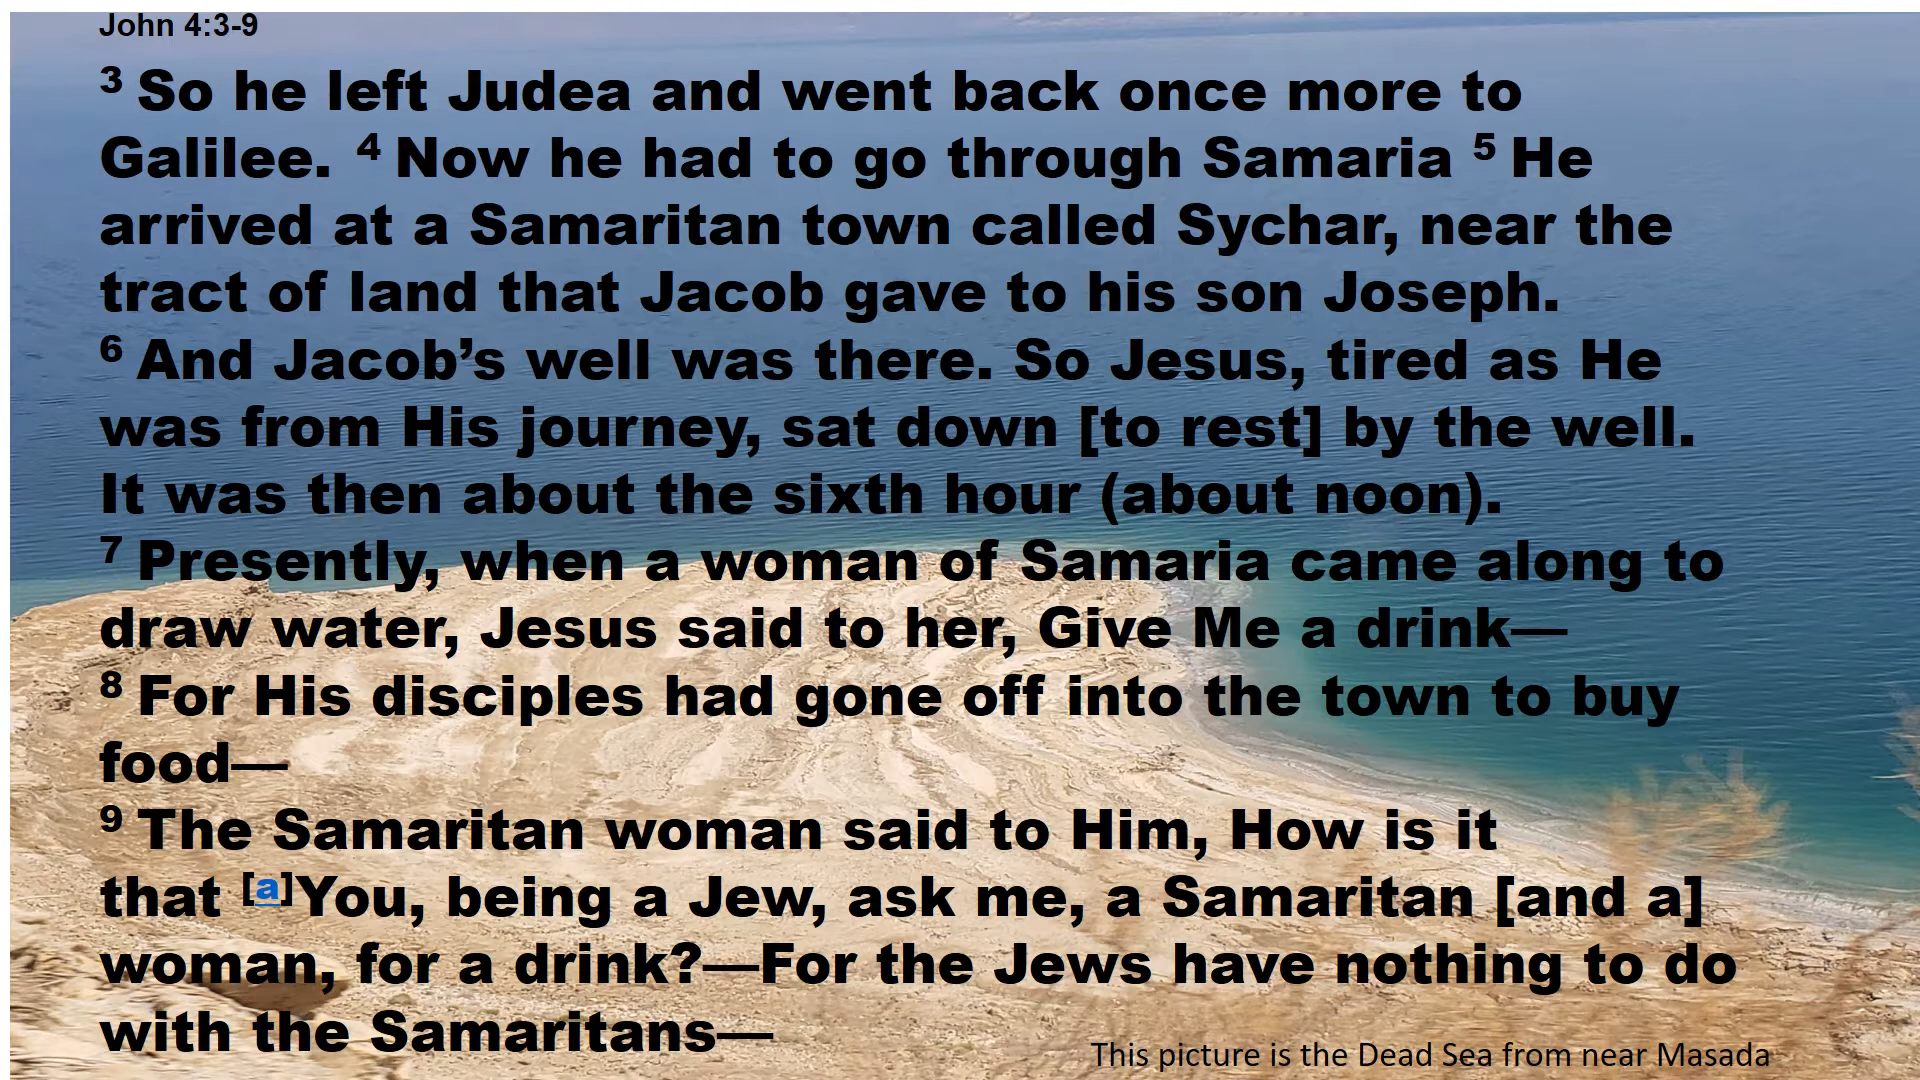 John 4:3-9
3 So he left Judea and went back once more to
Galilee. 4 Now he had to go through Samaria 5 He
arrived at a Samaritan town called Sychar, near the
tract of land that Jacob gave to his son Joseph.
6 And Jacob’s well was there. So Jesus, tired as He
was from His journey, sat down [to rest] by the well.
It was then about the sixth hour (about noon).
7 Presently, when a woman of Samaria came along to
draw water, Jesus said to her, Give Me a drink—
8 For His disciples had gone off into the town to buy
food—
9 The Samaritan woman said to Him, How is it
that [a]You, being a Jew, ask me, a Samaritan [and a]
woman, for a drink?—For the Jews have nothing to do
with the Samaritans—
This picture is the Dead Sea from near Masada